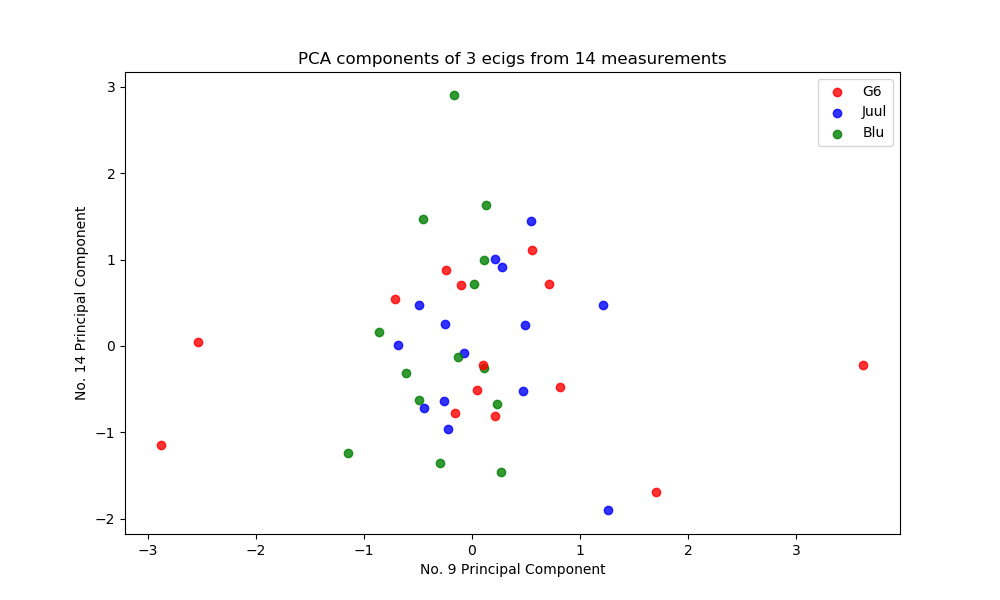 PCA components of 3 ecigs from 14 measurements
G6
Juul
Blu
3
2
1
0
−1
−2
No. 14 Principal Component
−3
−2
−1
0
1
2
3
No. 9 Principal Component